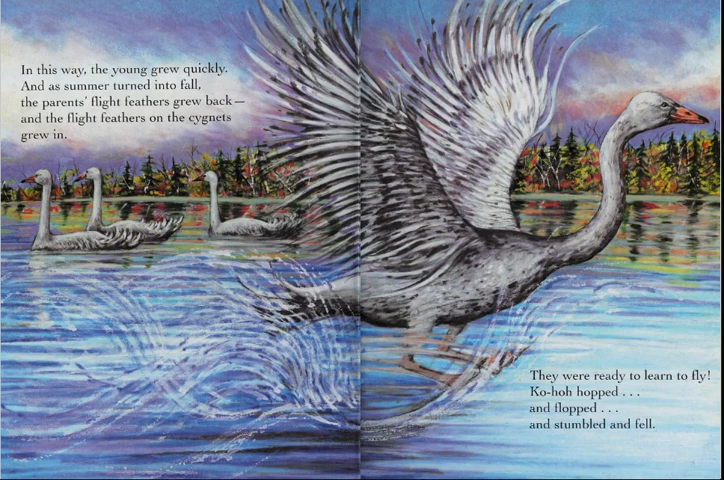 In this way, the young grew quickly.
And as summer turned into fall,
the parents' flight feathers grew back—
and the flight feathers on the cygnets
grew in.
They were ready to learn to fly!
Ko-hoh hopped . . .
and flopped . . .
and stumbled and fell.